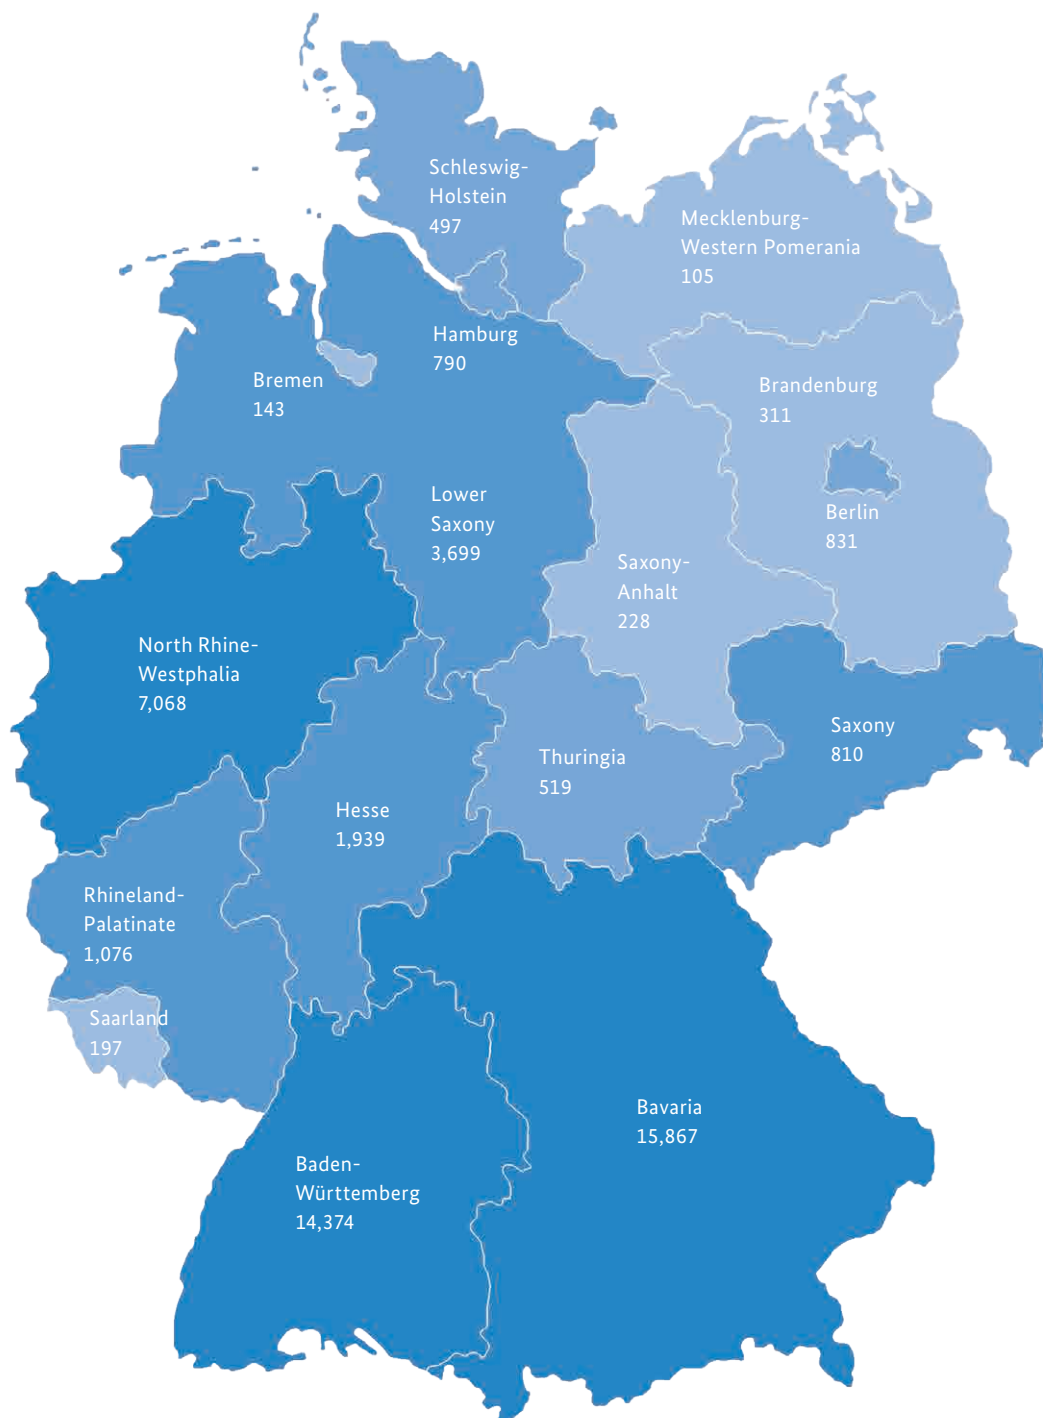 Schleswig-
Holstein
497
Mecklenburg-
Western Pomerania
105
Hamburg
790
Bremen
143
Brandenburg
311
Lower
Saxony
3,699
Berlin
831
Saxony-
Anhalt
228
North Rhine-
Westphalia
7,068
Saxony
810
Thuringia
519
Hesse
1,939
Rhineland-
Palatinate
1,076
Saarland
197
Bavaria
15,867
Baden-
Württemberg
14,374